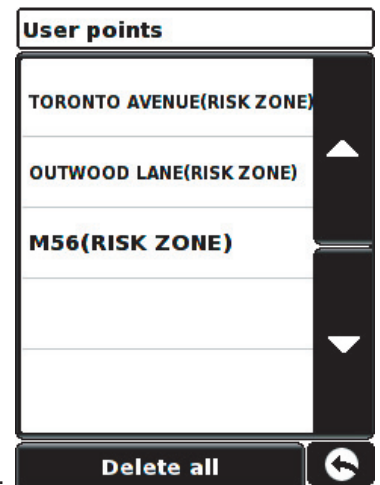 User points
TORONTO AVENUE(RISK ZONE)
OUTWOOD LANE(RISK ZONE)
M56(RISK ZONE)
Delete all